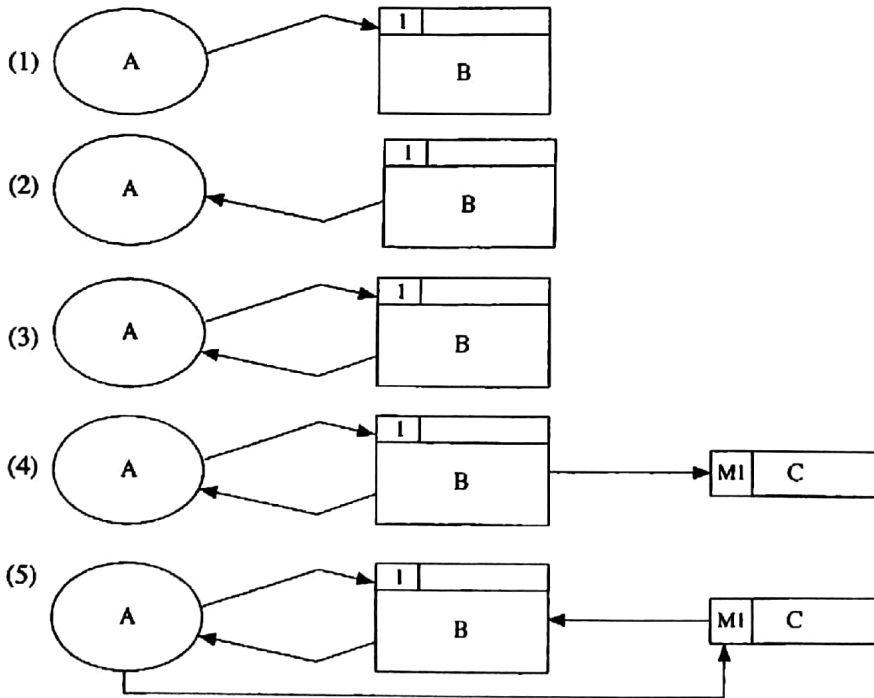 1
(1) A B
1
(2) A B
1
(3) A B
1
(4) A B M1 C
(5) 1
A B M1 C